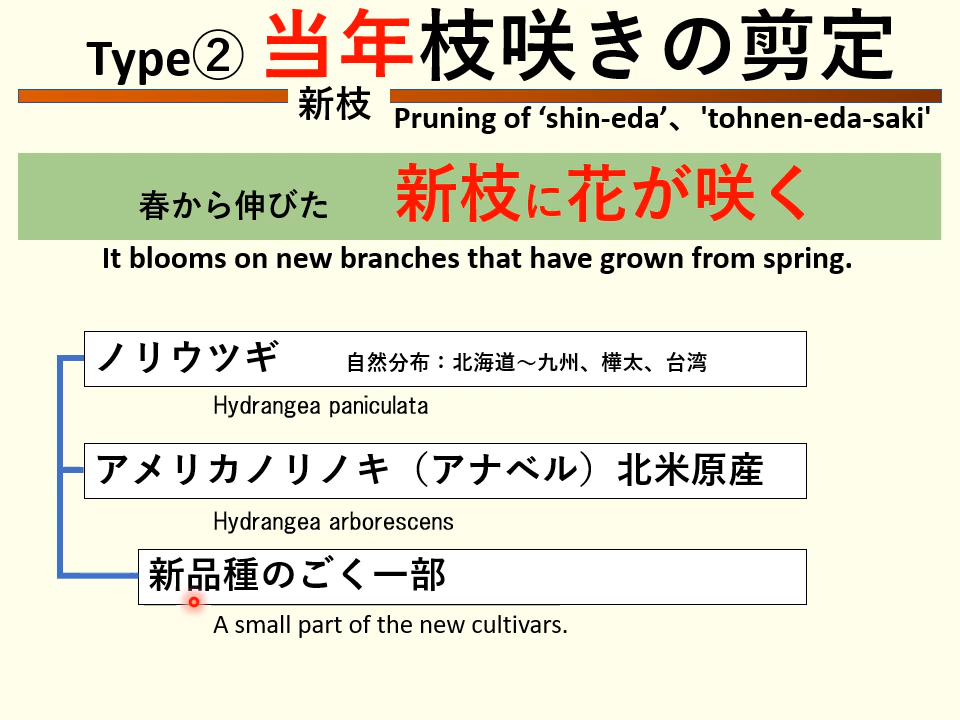 Type② 当年枝咲きの剪定
新枝
Pruning of ‘shin-eda’、'tohnen-eda-saki'
春から伸びた 新枝に花が咲く
It blooms on new branches that have grown from spring.
ノリウツギ 自然分布：北海道～九州、樺太、台湾
Hydrangea paniculata
アメリカノリノキ（アナベル）北米原産
Hydrangea arborescens
新品種のごく一部
A small part of the new cultivars.